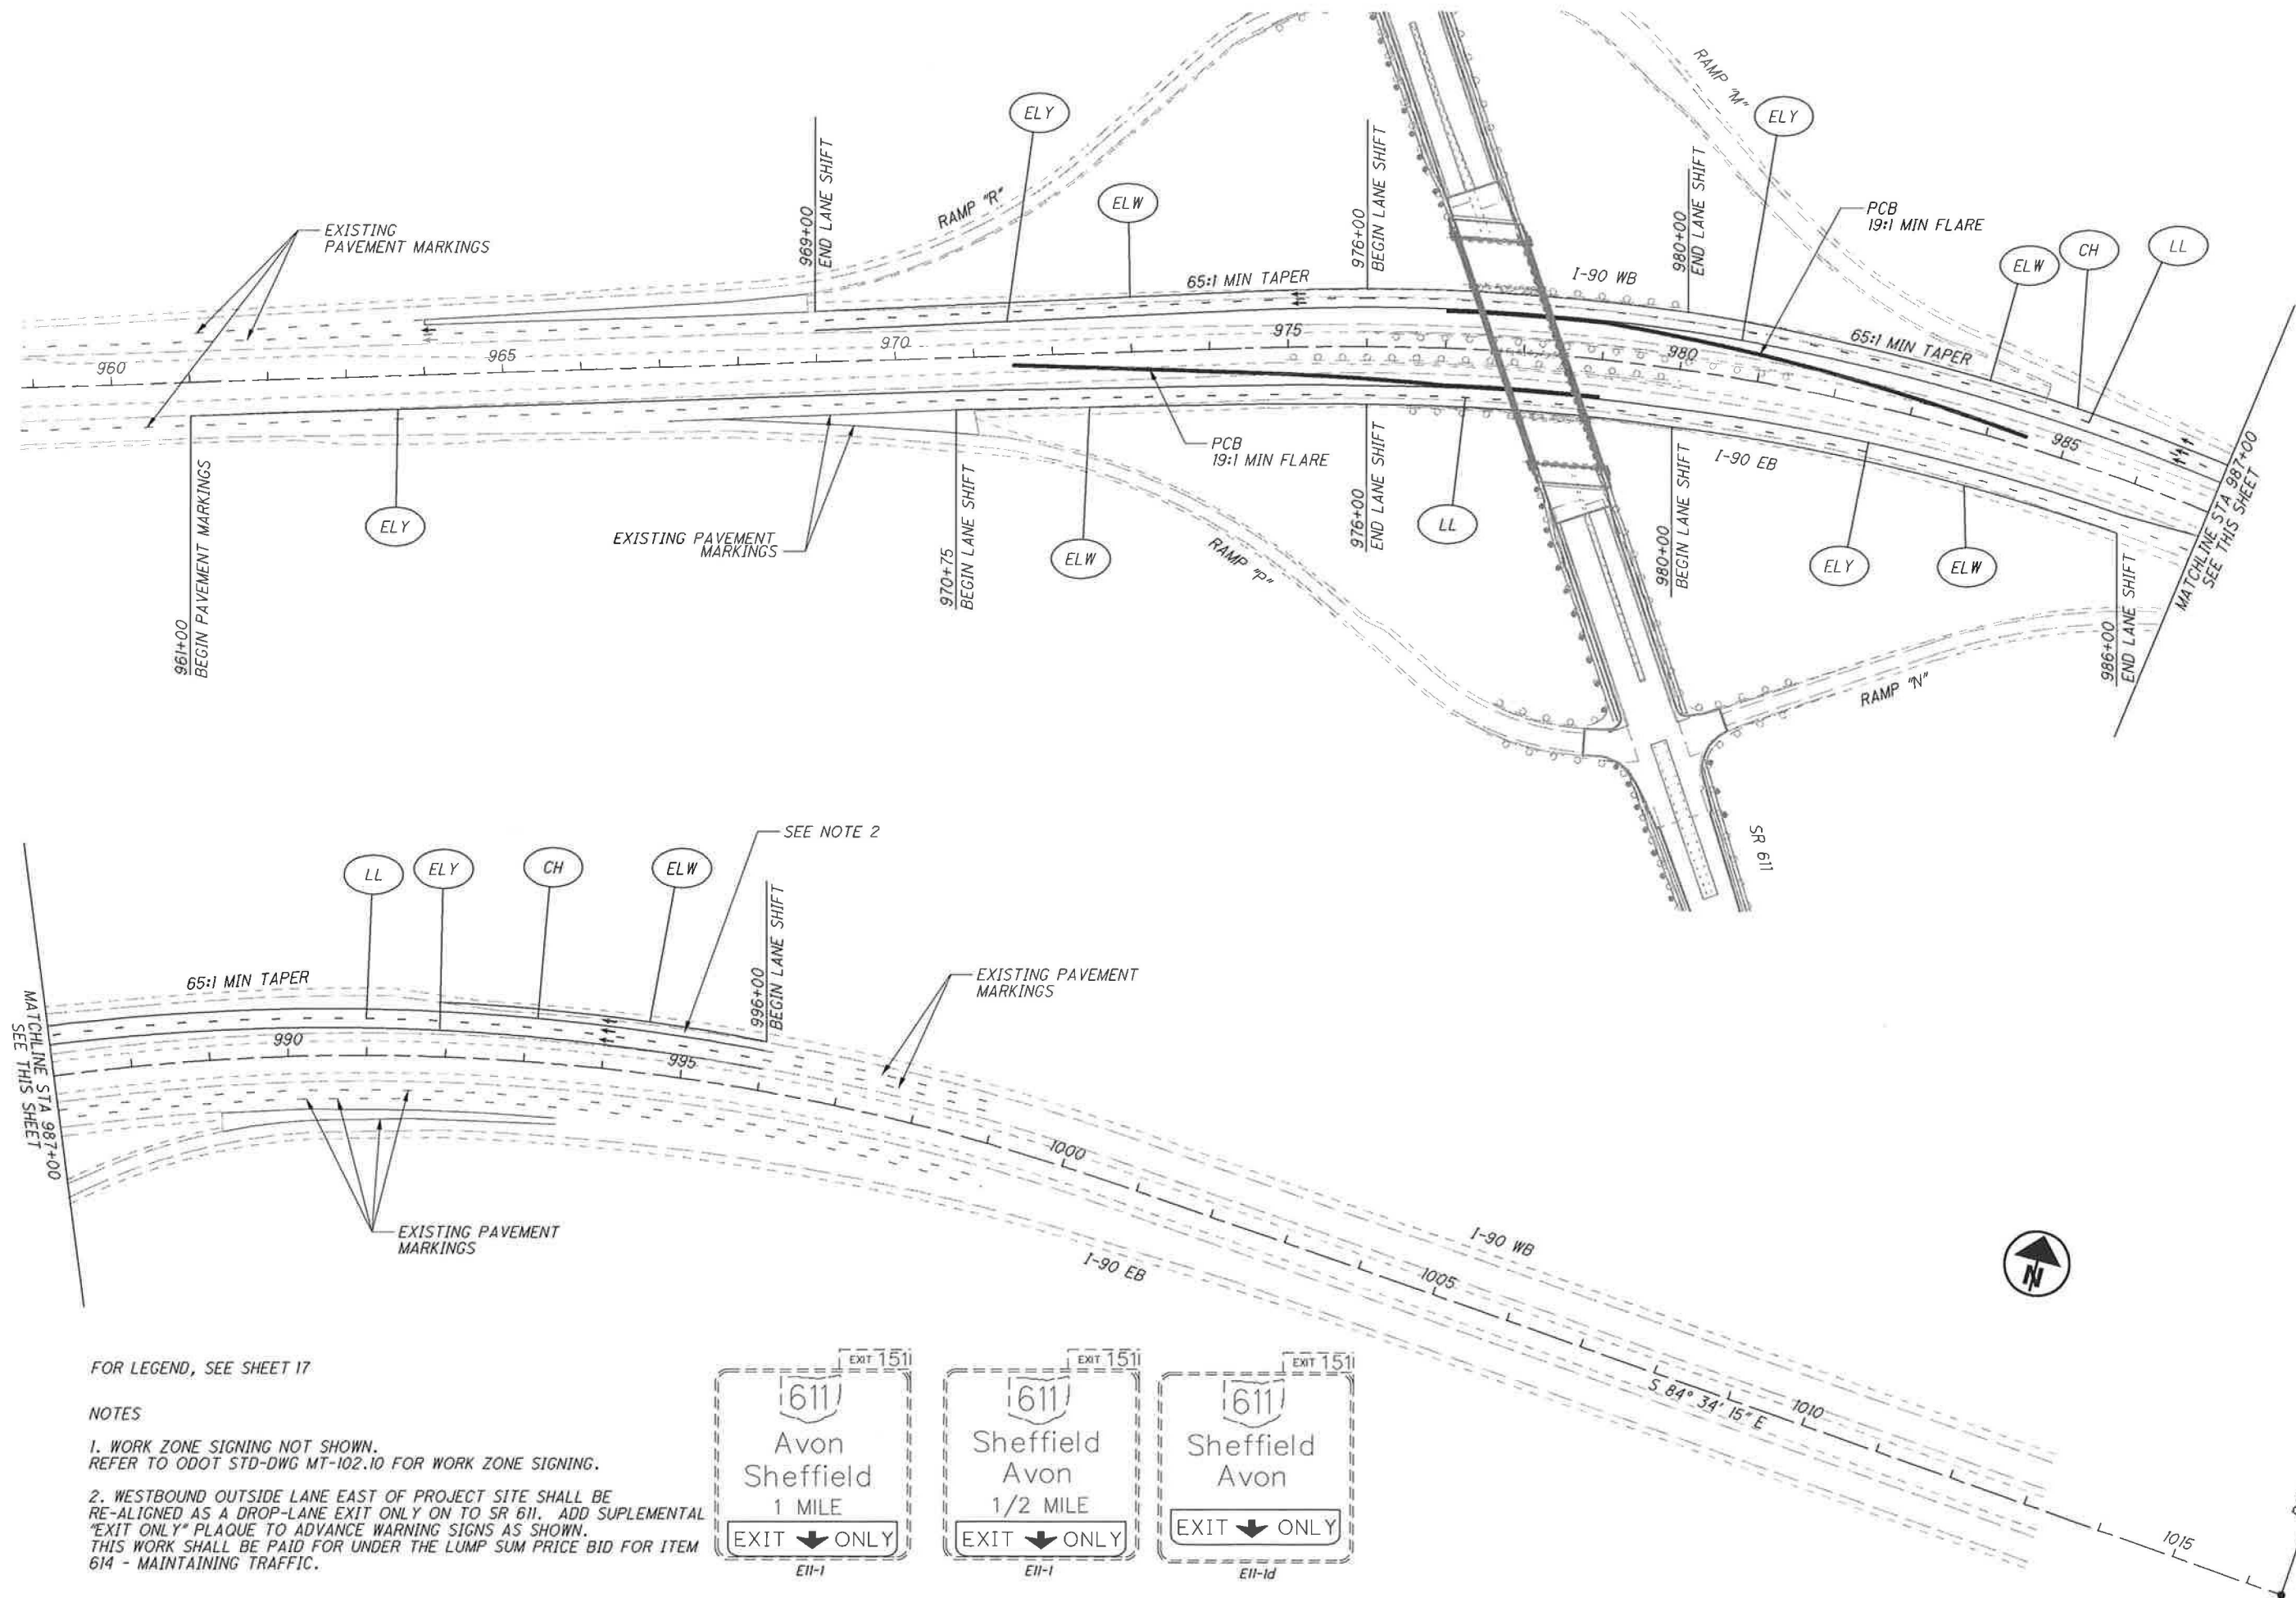 EXISTING
PAVEMENT MARKINGS
969+00
END LANE SHIFT
ELY
RAMP "R"
ELW
976+00
BEGIN LANE SHIFT
65:1 MIN TAPER
I-90 WB
980+00
END LANE SHIFT
RAMP "M"
ELY
PCB
19:1 MIN FLARE
65:1 MIN TAPER
ELW
CH
LL
960
965
970
975
980
985
961+00
BEGIN PAVEMENT MARKINGS
ELY
EXISTING PAVEMENT
MARKINGS
970+75
BEGIN LANE SHIFT
ELW
PCB
19:1 MIN FLARE
RAMP "P"
976+00
END LANE SHIFT
LL
980+00
BEGIN LANE SHIFT
I-90 EB
ELY
ELW
986+00
END LANE SHIFT
MATCHLINE STA 987+00
SEE THIS SHEET
RAMP "N"
SR 611
MATCHLINE STA 987+00
SEE THIS SHEET
65:1 MIN TAPER
LL
ELY
CH
ELW
SEE NOTE 2
996+00
BEGIN LANE SHIFT
EXISTING PAVEMENT
MARKINGS
990
995
1000
1005
1010
1015
EXISTING PAVEMENT
MARKINGS
I-90 WB
I-90 EB
S 84° 34' 15" E
N
FOR LEGEND, SEE SHEET 17
NOTES
1. WORK ZONE SIGNING NOT SHOWN.
REFER TO ODOT STD-DWG MT-102.10 FOR WORK ZONE SIGNING.
2. WESTBOUND OUTSIDE LANE EAST OF PROJECT SITE SHALL BE
RE-ALIGNED AS A DROP-LANE EXIT ONLY ON TO SR 611. ADD SUPLEMENTAL
"EXIT ONLY" PLAQUE TO ADVANCE WARNING SIGNS AS SHOWN.
THIS WORK SHALL BE PAID FOR UNDER THE LUMP SUM PRICE BID FOR ITEM
614 - MAINTAINING TRAFFIC.
EXIT 151
611
Avon
Sheffield
1 MILE
EXIT ONLY
E11-1
EXIT 151
611
Sheffield
Avon
1/2 MILE
EXIT ONLY
E11-1
EXIT 151
611
Sheffield
Avon
EXIT ONLY
E11-1d